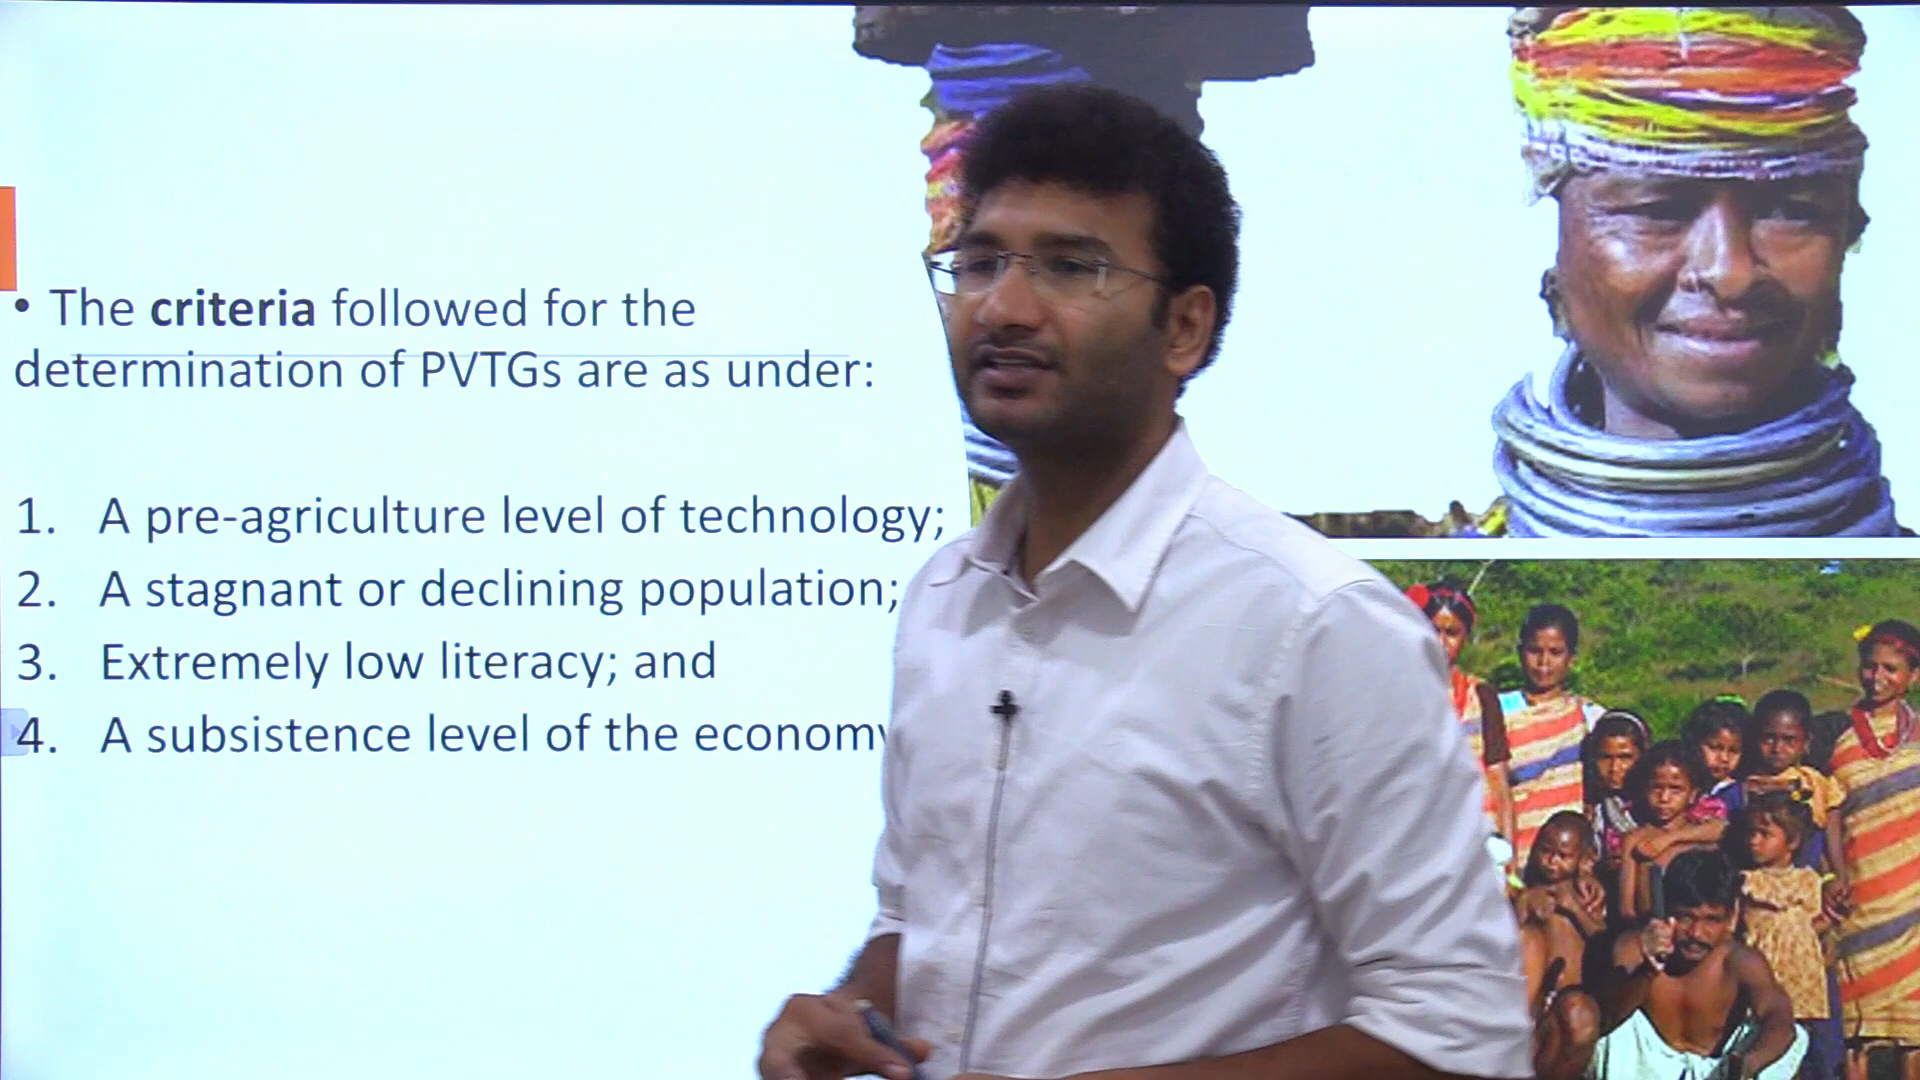 • The criteria followed for the
determination of PVTGs are as under:
1. A pre-agriculture level of technology;
2. A stagnant or declining population;
3. Extremely low literacy; and
4. A subsistence level of the economy